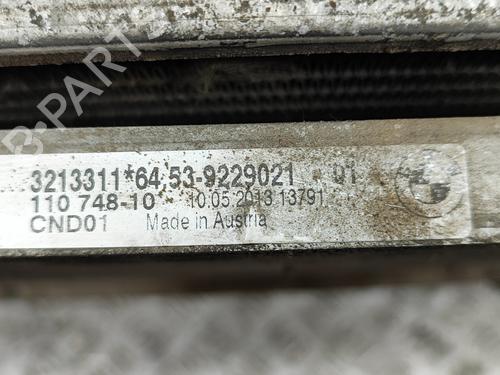 3213311*64.53-9229021 01
110 748-10 10.05.2013 13791
CND01 Made in Austria
B-PARTS